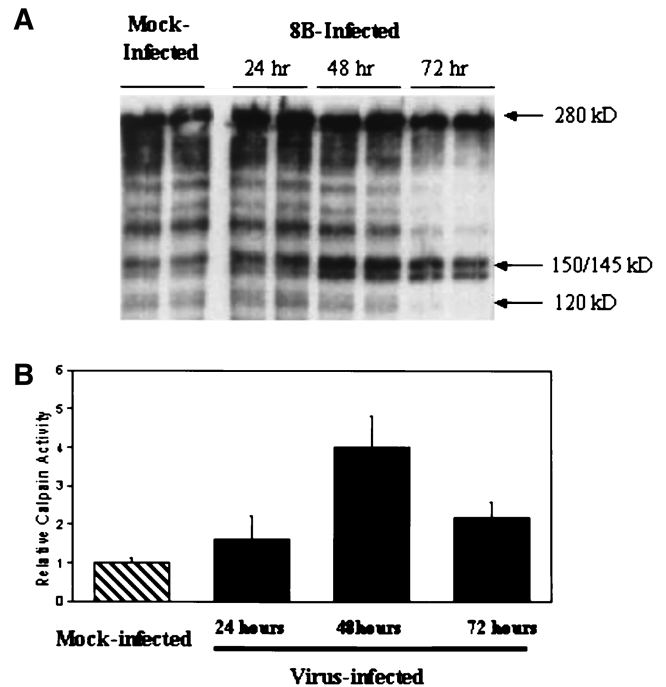 A
Mock-
Infected
8B-Infected
24 hr 48 hr 72 hr
280 kD
150/145 kD
120 kD
B
6
5
4
3
2
1
0
Relative Calpain Activity
Mock-infected
24 hours 48hours 72 hours
Virus-infected